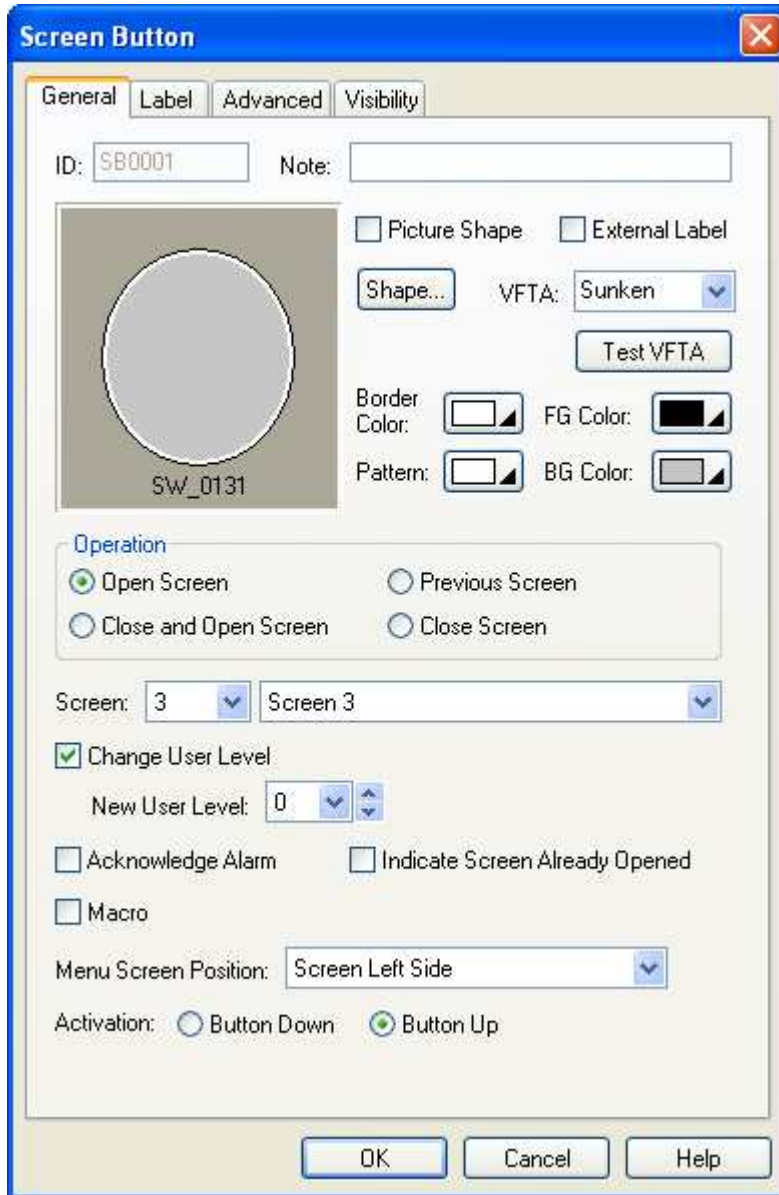 Screen Button
General Label Advanced Visibility
ID: SB0001 Note:
Picture Shape External Label
Shape... VFTA: Sunken
Test VFTA
Border Color: FG Color:
Pattern: BG Color:
SW_0131
Operation
Open Screen Previous Screen
Close and Open Screen Close Screen
Screen: 3 Screen 3
Change User Level
New User Level: 0
Acknowledge Alarm Indicate Screen Already Opened
Macro
Menu Screen Position: Screen Left Side
Activation: Button Down Button Up
OK Cancel Help